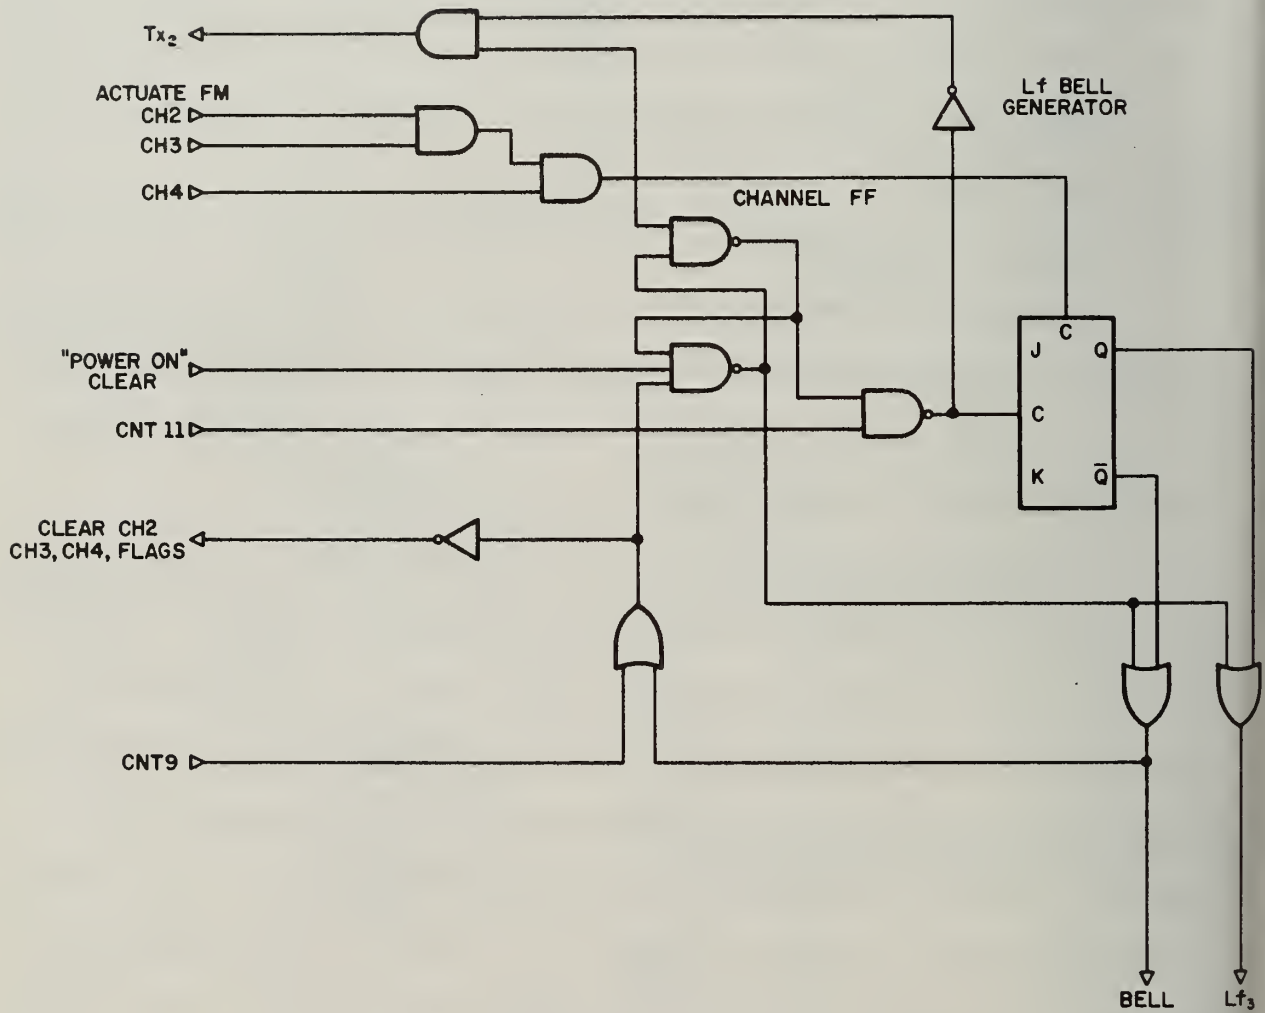 Tx₂
ACTUATE FM
CH2
CH3
CH4
Lf BELL
GENERATOR
CHANNEL FF
"POWER ON"
CLEAR
CNT 11
C
J Q
C
K Q̅
CLEAR CH2
CH3, CH4, FLAGS
CNT9
BELL
Lf₃